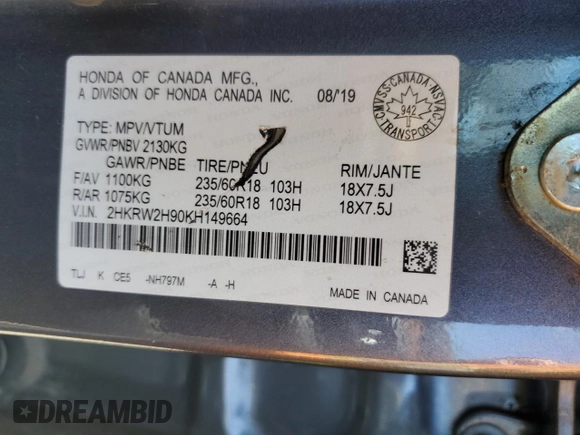 HONDA OF CANADA MFG.,
A DIVISION OF HONDA CANADA INC. 08/'19
CMVSS·CANADA·NSVAC
942
TRANSPORT
TYPE: MPV/VTUM
GVWR/PNBV 2130KG
GAWR/PNBE TIRE/PNEU RIM/JANTE
F/AV 1100KG 235/60R18 103H 18X7.5J
R/AR 1075KG 235/60R18 103H 18X7.5J
V.I.N. 2HKRW2H90KH149664
TLJ K CE5 -NH797M -A -H
MADE IN CANADA
DREAMBID